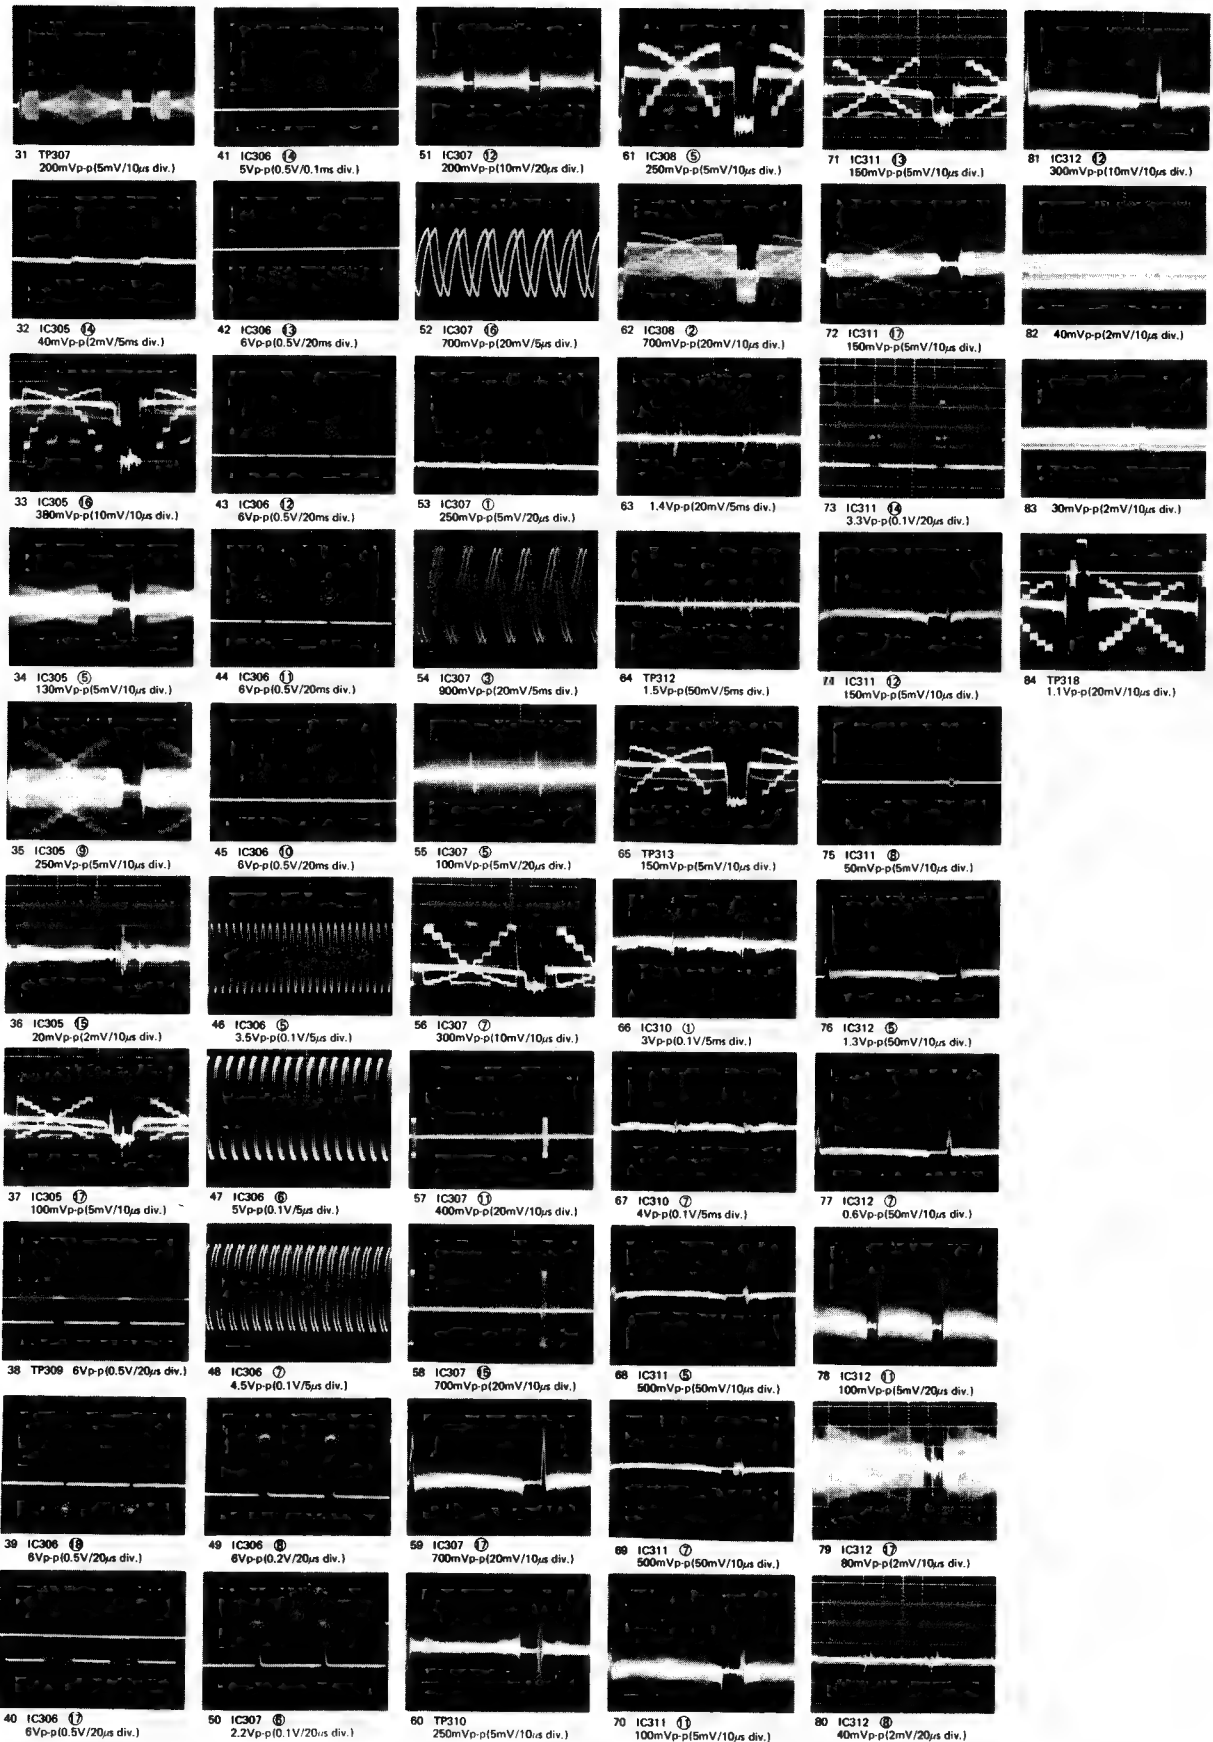 31 TP307
200mVp-p(5mV/10μs div.)
32 IC305 ⑭
40mVp-p(2mV/5ms div.)
33 IC305 ⑯
380mVp-p(10mV/10μs div.)
34 IC305 ⑤
130mVp-p(5mV/10μs div.)
35 IC305 ⑨
250mVp-p(5mV/10μs div.)
36 IC305 ⑮
20mVp-p(2mV/10μs div.)
37 IC305 ⑰
100mVp-p(5mV/10μs div.)
38 TP309 6Vp-p(0.5V/20μs div.)
39 IC306 ⑱
6Vp-p(0.5V/20μs div.)
40 IC306 ⑰
6Vp-p(0.5V/20μs div.)
41 IC306 ⑭
5Vp-p(0.5V/0.1ms div.)
42 IC306 ⑬
6Vp-p(0.5V/20ms div.)
43 IC306 ⑫
6Vp-p(0.5V/20ms div.)
44 IC306 ⑪
6Vp-p(0.5V/20ms div.)
45 IC306 ⑩
6Vp-p(0.5V/20ms div.)
46 IC306 ⑤
3.5Vp-p(0.1V/5μs div.)
47 IC306 ⑥
5Vp-p(0.1V/5μs div.)
48 IC306 ⑦
4.5Vp-p(0.1V/5μs div.)
49 IC306 ⑧
6Vp-p(0.2V/20μs div.)
50 IC307 ⑥
2.2Vp-p(0.1V/20μs div.)
51 IC307 ⑫
200mVp-p(10mV/20μs div.)
52 IC307 ⑯
700mVp-p(20mV/5μs div.)
53 IC307 ①
250mVp-p(5mV/20μs div.)
54 IC307 ③
900mVp-p(20mV/5ms div.)
55 IC307 ⑤
100mVp-p(5mV/20μs div.)
56 IC307 ⑦
300mVp-p(10mV/10μs div.)
57 IC307 ⑪
400mVp-p(20mV/10μs div.)
58 IC307 ⑮
700mVp-p(20mV/10μs div.)
59 IC307 ⑰
700mVp-p(20mV/10μs div.)
60 TP310
250mVp-p(5mV/10μs div.)
61 IC308 ⑤
250mVp-p(5mV/10μs div.)
62 IC308 ②
700mVp-p(20mV/10μs div.)
63 1.4Vp-p(20mV/5ms div.)
64 TP312
1.5Vp-p(50mV/5ms div.)
65 TP313
150mVp-p(5mV/10μs div.)
66 IC310 ①
3Vp-p(0.1V/5ms div.)
67 IC310 ⑦
4Vp-p(0.1V/5ms div.)
68 IC311 ⑤
500mVp-p(50mV/10μs div.)
69 IC311 ⑦
500mVp-p(50mV/10μs div.)
70 IC311 ⑪
100mVp-p(5mV/10μs div.)
71 IC311 ⑬
150mVp-p(5mV/10μs div.)
72 IC311 ⑰
150mVp-p(5mV/10μs div.)
73 IC311 ⑭
3.3Vp-p(0.1V/20μs div.)
74 IC311 ⑫
150mVp-p(5mV/10μs div.)
75 IC311 ⑧
50mVp-p(5mV/10μs div.)
76 IC312 ⑤
1.3Vp-p(50mV/10μs div.)
77 IC312 ⑦
0.6Vp-p(50mV/10μs div.)
78 IC312 ⑪
100mVp-p(5mV/20μs div.)
79 IC312 ⑰
80mVp-p(2mV/10μs div.)
80 IC312 ⑧
40mVp-p(2mV/20μs div.)
81 IC312 ⑫
300mVp-p(10mV/10μs div.)
82 40mVp-p(2mV/10μs div.)
83 30mVp-p(2mV/10μs div.)
84 TP318
1.1Vp-p(20mV/10μs div.)